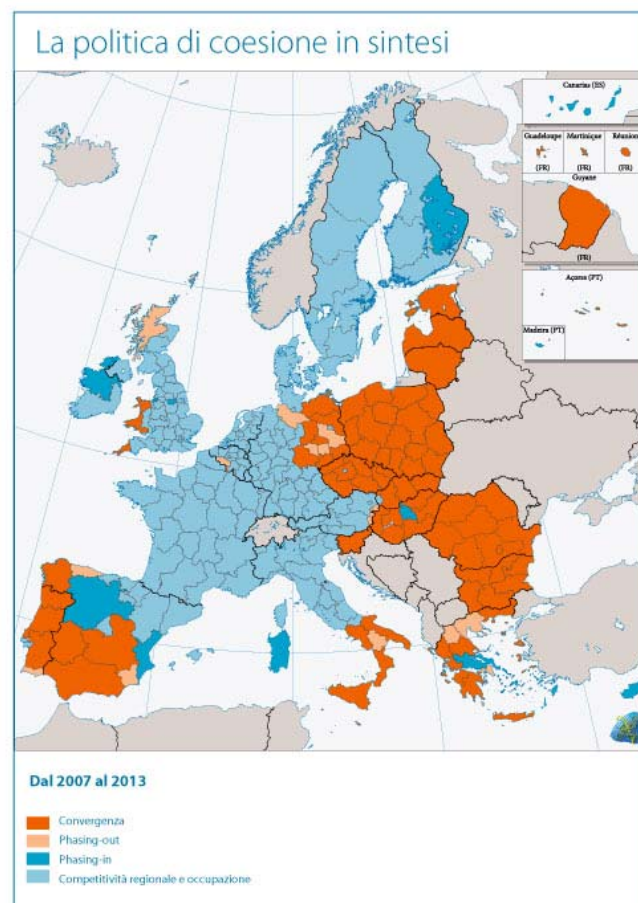 La politica di coesione in sintesi
Canarias (ES)
Guadeloupe
Martinique
Réunion
(FR)
(FR)
(FR)
Guyane
(FR)
Açores (PT)
Madeira (PT)
Dal 2007 al 2013
Convergenza
Phasing-out
Phasing-in
Competitività regionale e occupazione